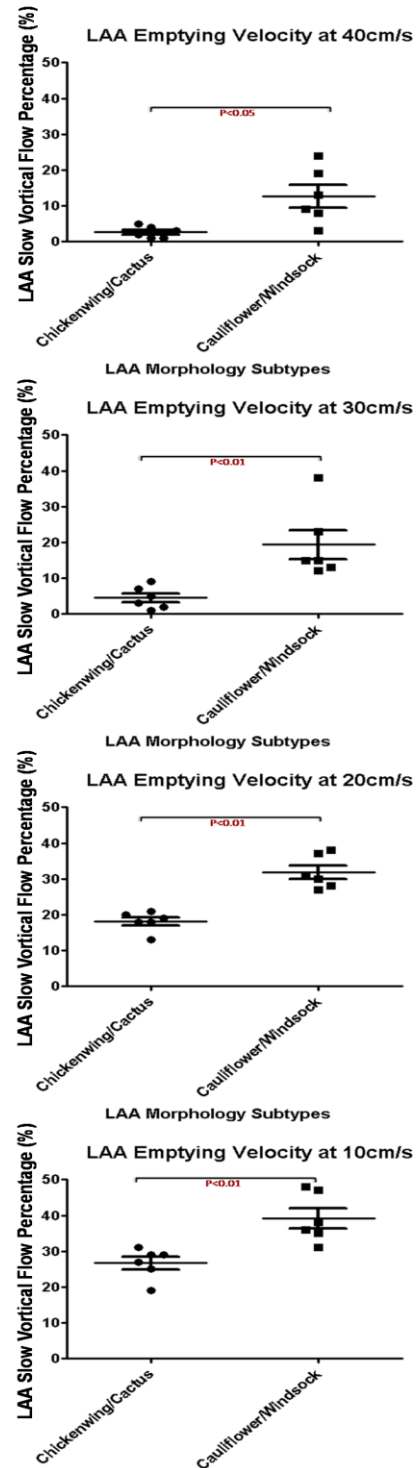 LAA Emptying Velocity at 40cm/s
LAA Slow Vortical Flow Percentage (%)
50
40
30
20
10
0
P<0.05
Chickenwing/Cactus
Cauliflower/Windsock
LAA Morphology Subtypes
LAA Emptying Velocity at 30cm/s
LAA Slow Vortical Flow Percentage (%)
50
40
30
20
10
0
P<0.01
Chickenwing/Cactus
Cauliflower/Windsock
LAA Morphology Subtypes
LAA Emptying Velocity at 20cm/s
LAA Slow Vortical Flow Percentage (%)
50
40
30
20
10
0
P<0.01
Chickenwing/Cactus
Cauliflower/Windsock
LAA Morphology Subtypes
LAA Emptying Velocity at 10cm/s
LAA Slow Vortical Flow Percentage (%)
50
40
30
20
10
0
P<0.01
Chickenwing/Cactus
Cauliflower/Windsock